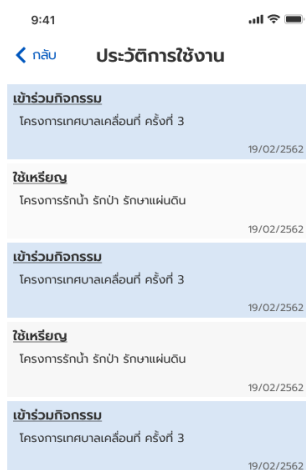 9:41
กลับ ประวัติการใช้งาน
เข้าร่วมกิจกรรม
โครงการเทศบาลเคลื่อนที่ ครั้งที่ 3
19/02/2562
ใช้เหรียญ
โครงการรักน้ำ รักป่า รักษาแผ่นดิน
19/02/2562
เข้าร่วมกิจกรรม
โครงการเทศบาลเคลื่อนที่ ครั้งที่ 3
19/02/2562
ใช้เหรียญ
โครงการรักน้ำ รักป่า รักษาแผ่นดิน
19/02/2562
เข้าร่วมกิจกรรม
โครงการเทศบาลเคลื่อนที่ ครั้งที่ 3
19/02/2562